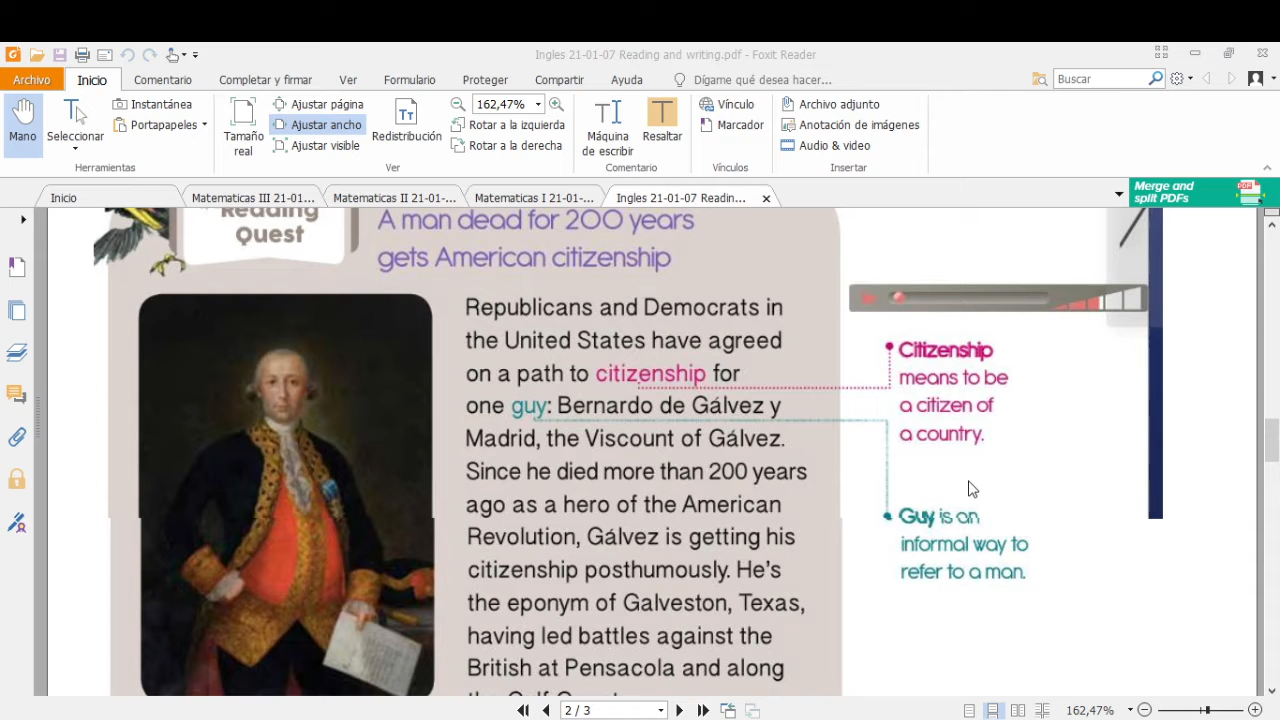 Ingles 21-01-07 Reading and writing.pdf - Foxit Reader
Archivo Inicio Comentario Completar y firmar Ver Formulario Proteger Compartir Ayuda Dígame qué desea hacer... Buscar
Mano
Seleccionar
Instantánea
Portapapeles
Herramientas
Tamaño real
Ajustar página
Ajustar ancho
Ajustar visible
162,47%
Rotar a la izquierda
Rotar a la derecha
Redistribución
Ver
Máquina de escribir
Resaltar
Comentario
Vínculo
Marcador
Vínculos
Archivo adjunto
Anotación de imágenes
Audio & video
Insertar
Inicio Matematicas III 21-01-... Matematicas II 21-01-... Matematicas I 21-01-... Ingles 21-01-07 Readin...
Merge and
split PDFs
PDF
Reading
Quest
A man dead for 200 years
gets American citizenship
Republicans and Democrats in
the United States have agreed
on a path to citizenship for
one guy: Bernardo de Gálvez y
Madrid, the Viscount of Gálvez.
Since he died more than 200 years
ago as a hero of the American
Revolution, Gálvez is getting his
citizenship posthumously. He's
the eponym of Galveston, Texas,
having led battles against the
British at Pensacola and along
Citizenship
means to be
a citizen of
a country.
Guy is an
informal way to
refer to a man.
2 / 3
162,47%